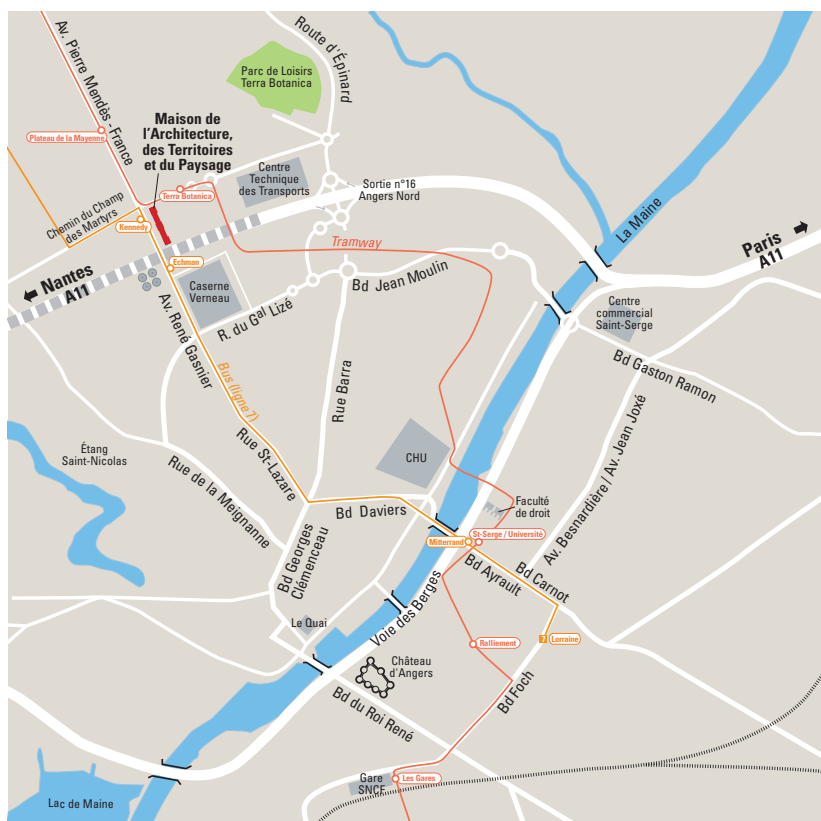 Av. Pierre Mendès - France
Route d'Épinard
Parc de Loisirs
Terra Botanica
Plateau de la Mayenne
Maison de
l'Architecture,
des Territoires
et du Paysage
Centre
Technique
des Transports
Sortie n°16
Angers Nord
Terra Botanica
La Maine
Chemin du Champ
des Martyrs
Kennedy
Tramway
Paris
A11
Echman
Nantes
A11
Caserne
Verneau
Bd Jean Moulin
Centre
commercial
Saint-Serge
R. du Gal Lizé
Av. René Gasnier
Bd Gaston Ramon
Rue Barra
Bus (ligne 7)
Av. Besnardière / Av. Jean Joxé
Étang
Saint-Nicolas
Rue St-Lazare
CHU
Rue de la Meignanne
Faculté
de droit
Bd Daviers
St-Serge / Université
Mitterrand
Bd Georges
Clémenceau
Bd Ayrault
Bd Carnot
Voie des Berges
Le Quai
7
Lorraine
Ralliement
Château
d'Angers
Bd Foch
Bd du Roi René
Gare
SNCF
Les Gares
Lac de Maine